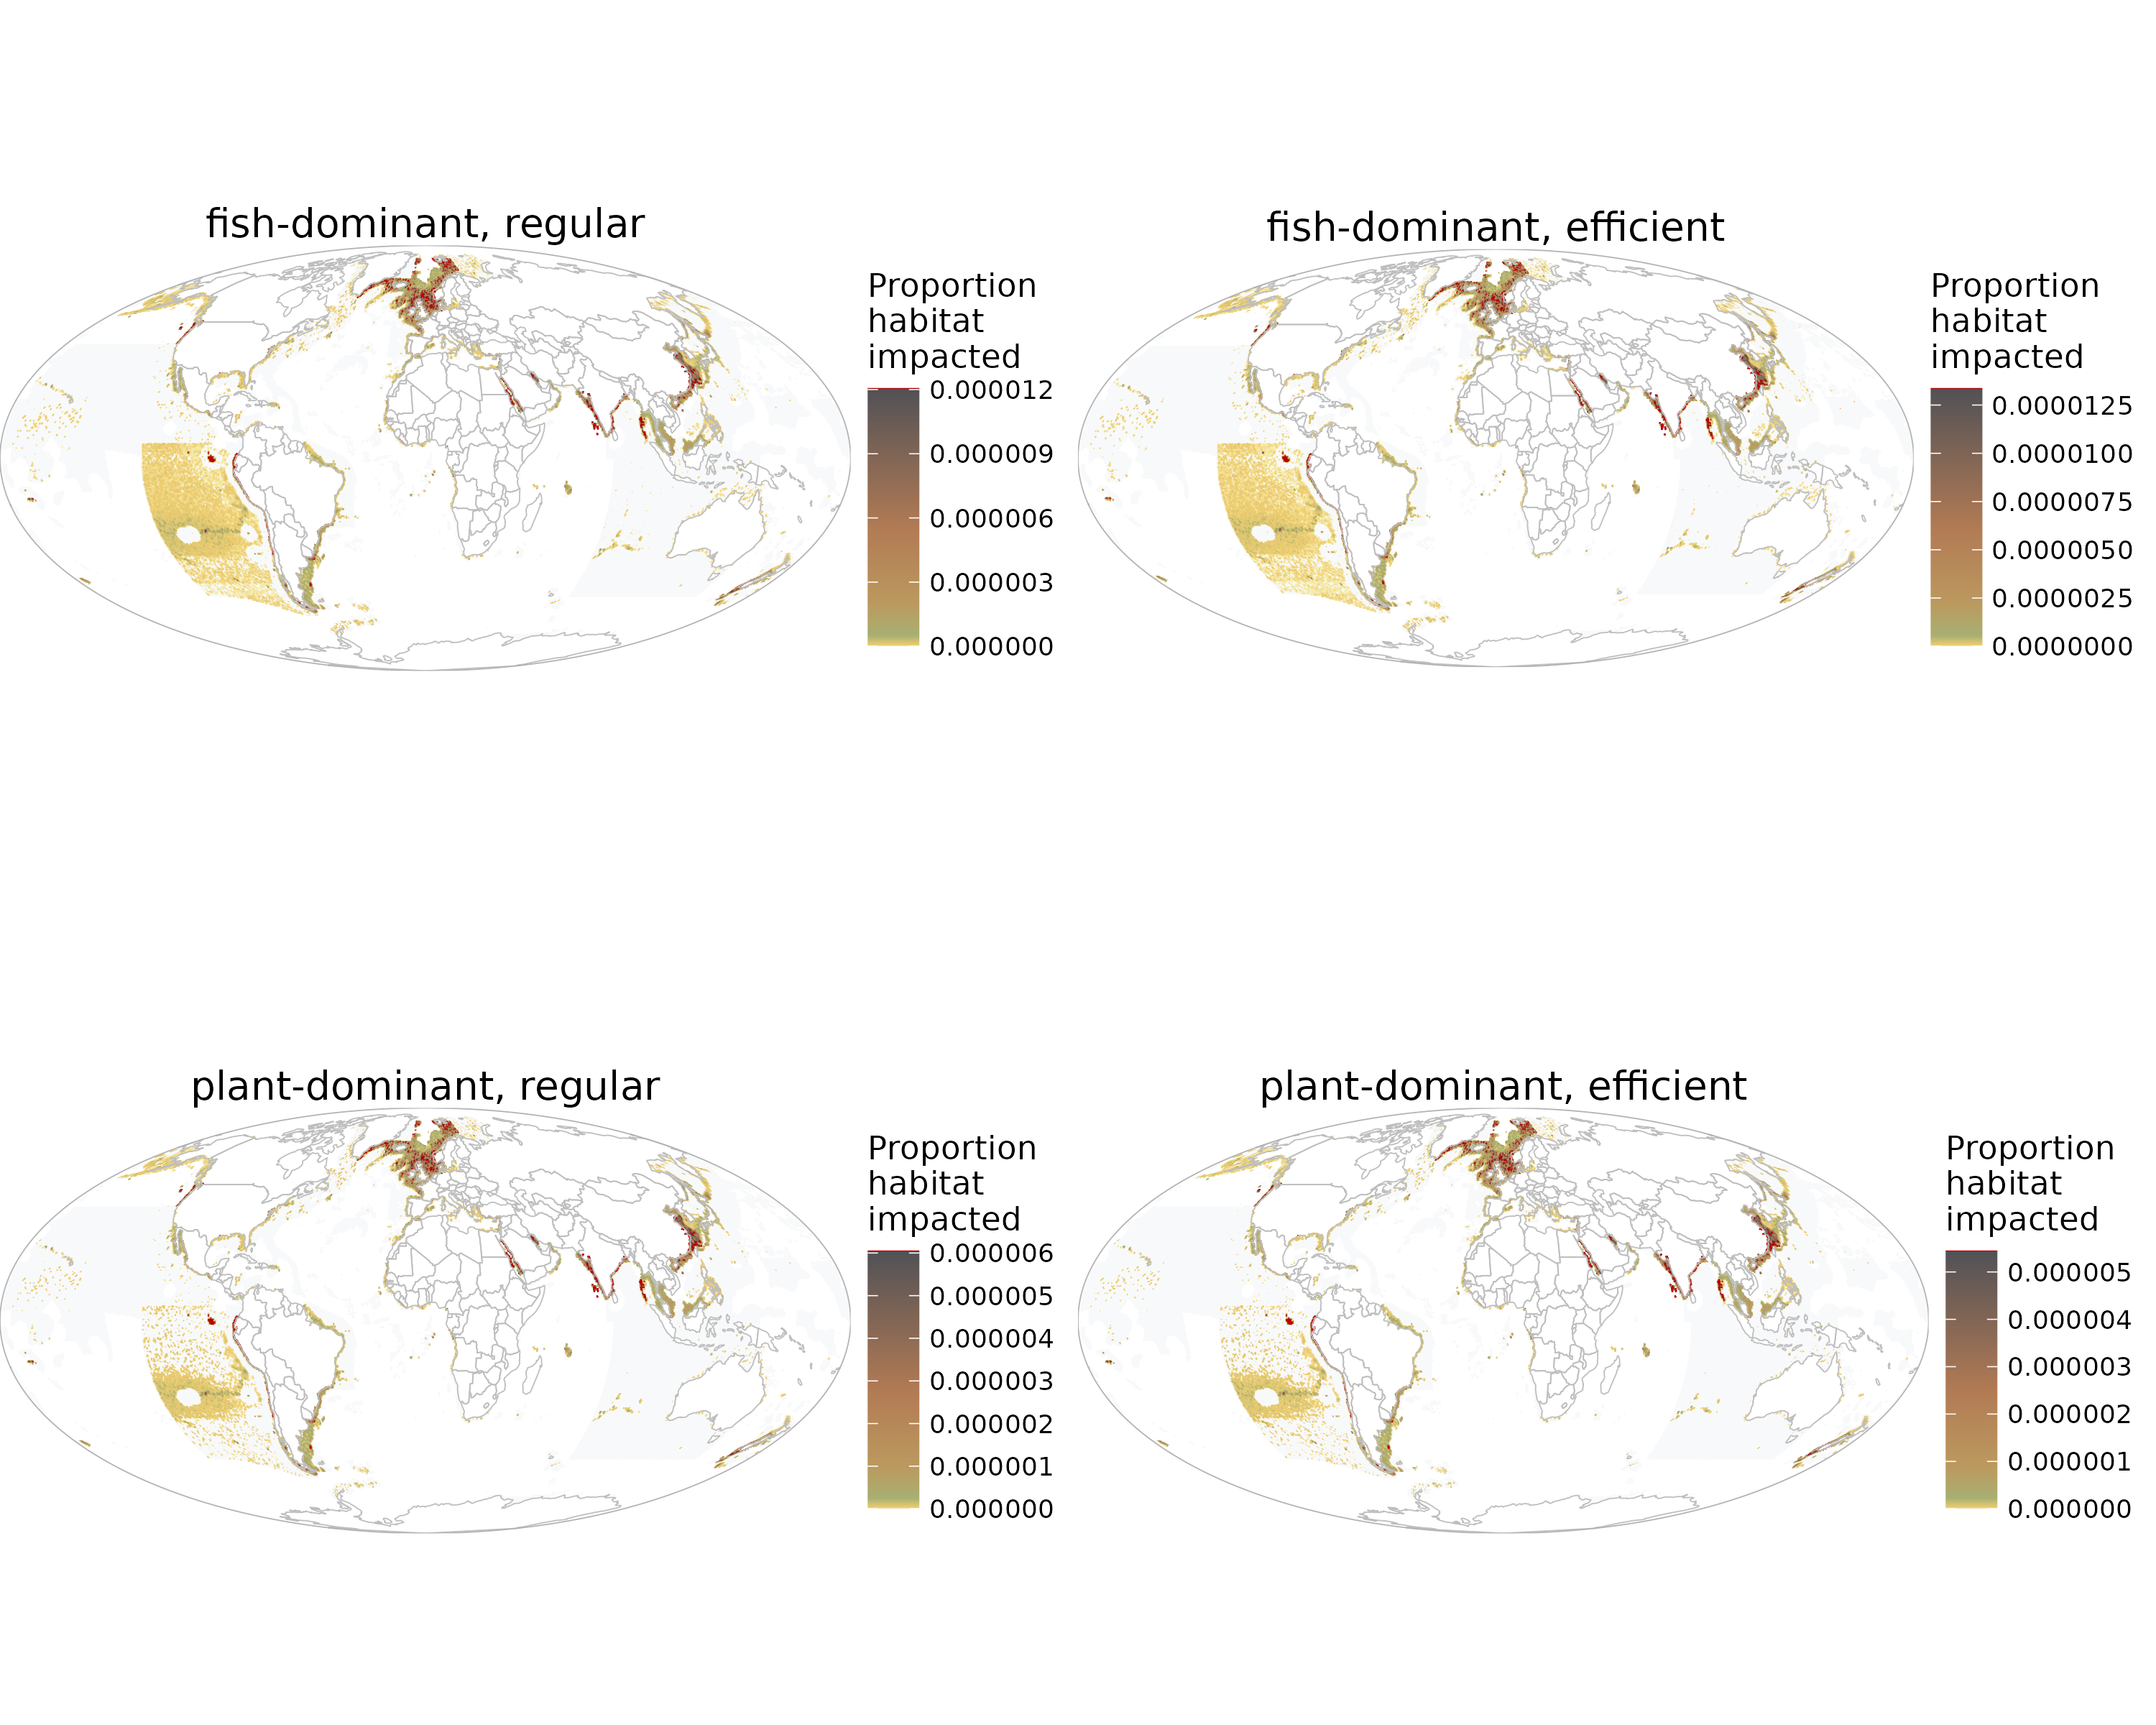 fish-dominant, regular
Proportion
habitat
impacted
0.000012
0.000009
0.000006
0.000003
0.000000
fish-dominant, efficient
Proportion
habitat
impacted
0.0000125
0.0000100
0.0000075
0.0000050
0.0000025
0.0000000
plant-dominant, regular
Proportion
habitat
impacted
0.000006
0.000005
0.000004
0.000003
0.000002
0.000001
0.000000
plant-dominant, efficient
Proportion
habitat
impacted
0.000005
0.000004
0.000003
0.000002
0.000001
0.000000